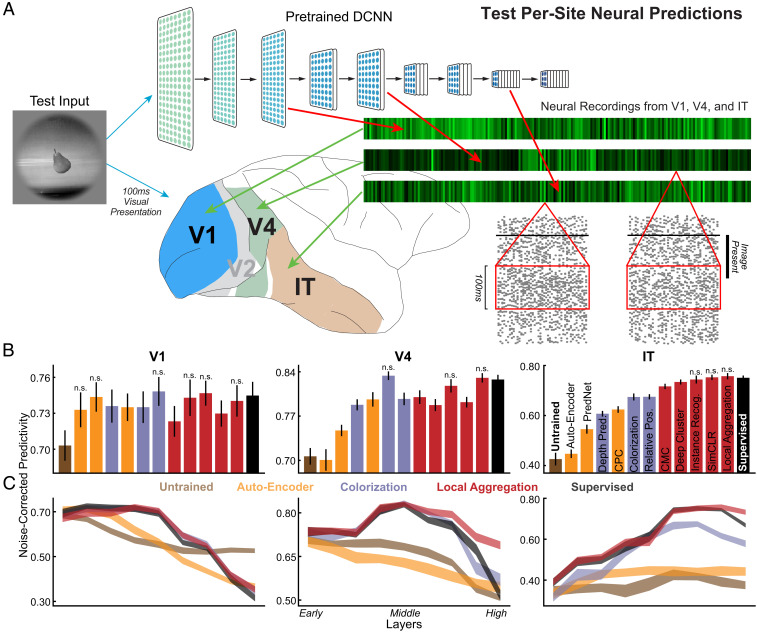 A
Pretrained DCNN
Test Per-Site Neural Predictions
Test Input
Neural Recordings from V1, V4, and IT
100ms
Visual
Presentation
V1
V2
V4
IT
100ms
Image
Present
B
V1
V4
IT
Noise-Corrected Predictivity
0.76
0.73
0.70
n.s.
n.s.
n.s.
n.s.
n.s.
n.s.
0.84
0.77
0.70
n.s.
n.s.
n.s.
0.80
0.60
0.40
Untrained
Auto-Encoder
PredNet
Depth Pred.
CPC
Colorization
Relative Pos.
CMC
Deep Cluster
Instance Recog.
SimCLR
Local Aggregation
Supervised
n.s.
n.s.
n.s.
C
Untrained
Auto-Encoder
Colorization
Local Aggregation
Supervised
0.70
0.50
0.30
0.80
0.65
0.50
0.80
0.60
0.40
Early
Middle
High
Layers